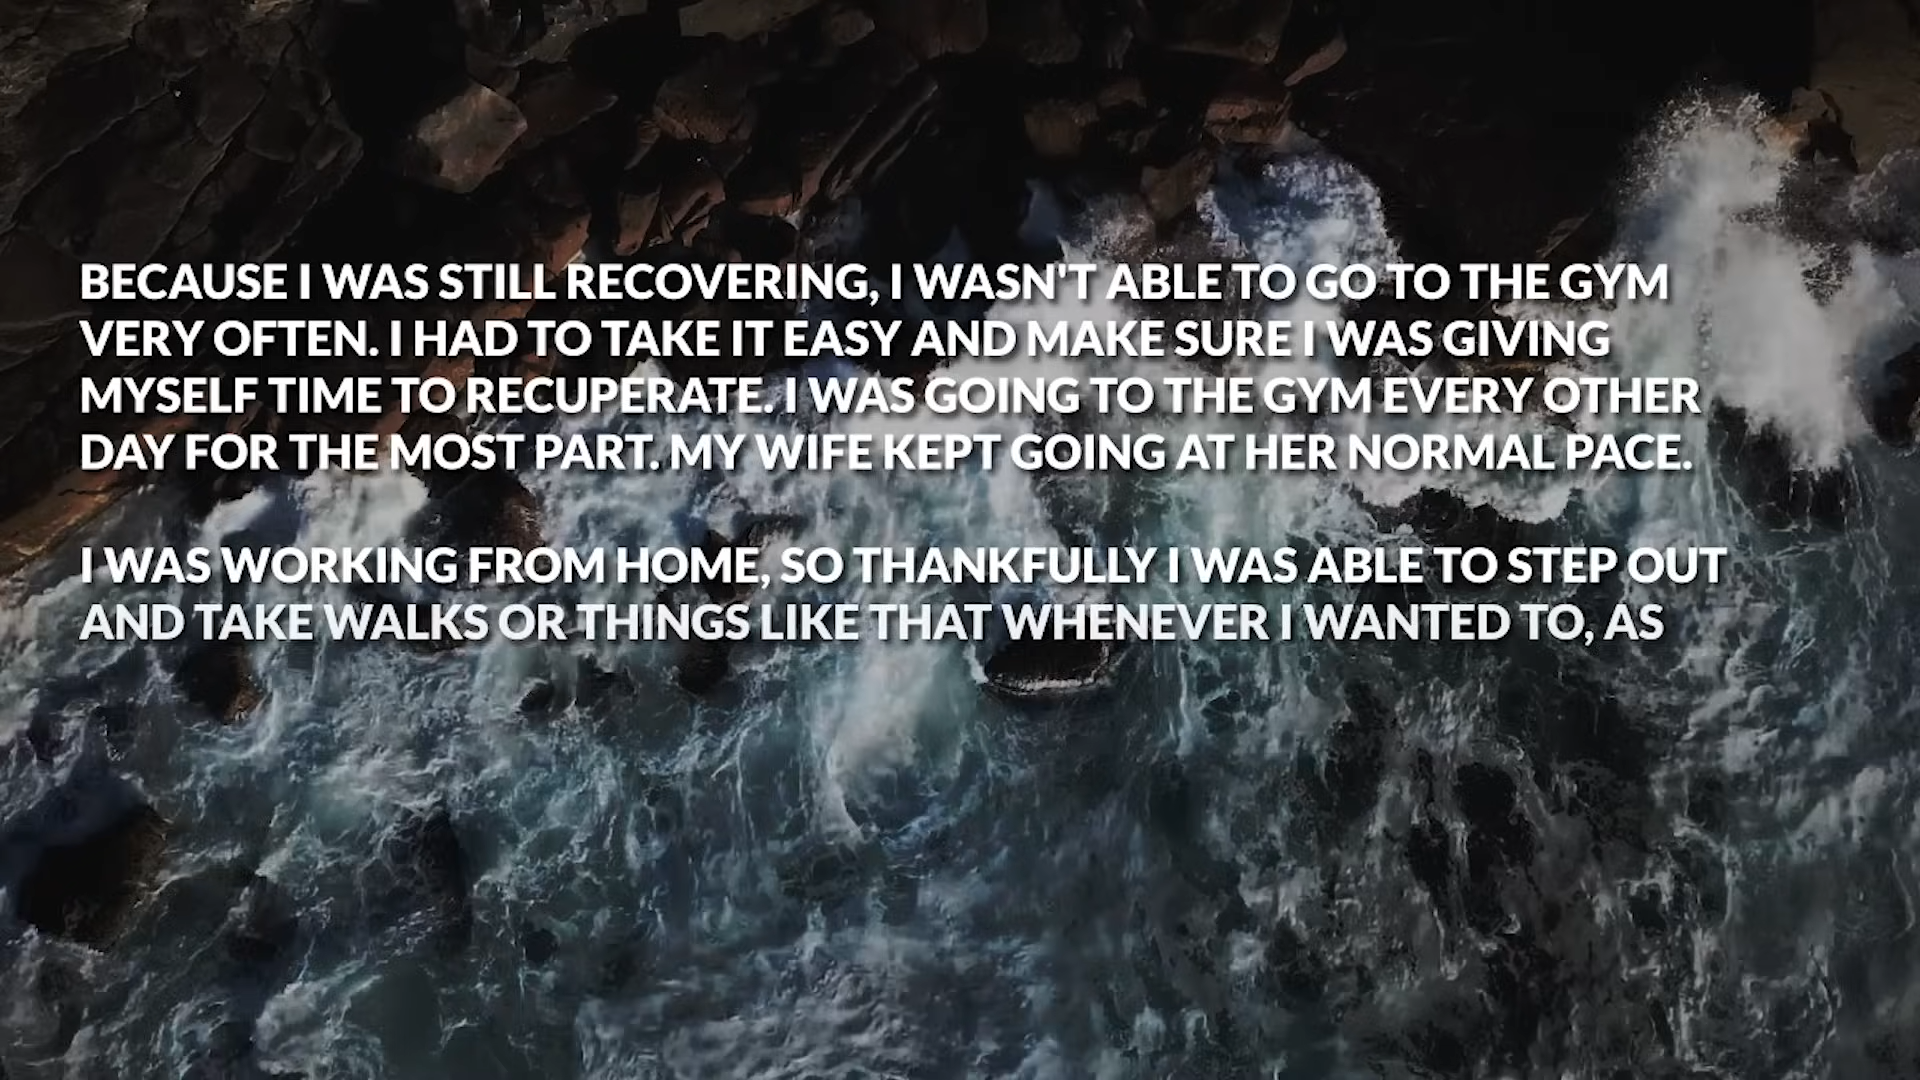 BECAUSE I WAS STILL RECOVERING, I WASN'T ABLE TO GO TO THE GYM
VERY OFTEN. I HAD TO TAKE IT EASY AND MAKE SURE I WAS GIVING
MYSELF TIME TO RECUPERATE. I WAS GOING TO THE GYM EVERY OTHER
DAY FOR THE MOST PART. MY WIFE KEPT GOING AT HER NORMAL PACE.
I WAS WORKING FROM HOME, SO THANKFULLY I WAS ABLE TO STEP OUT
AND TAKE WALKS OR THINGS LIKE THAT WHENEVER I WANTED TO, AS